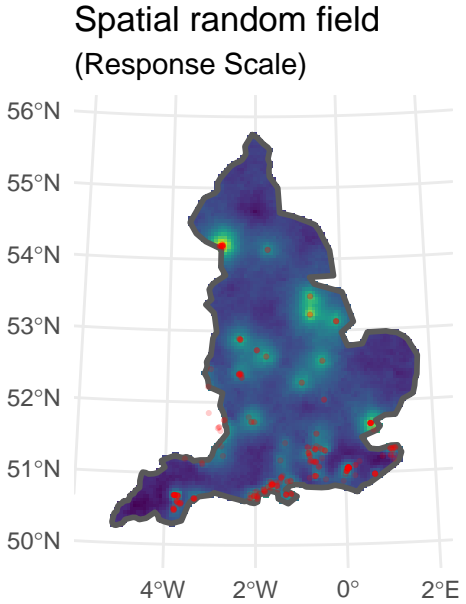 Spatial random field
(Response Scale)
56°N
55°N
54°N
53°N
52°N
51°N
50°N
4°W 2°W 0° 2°E